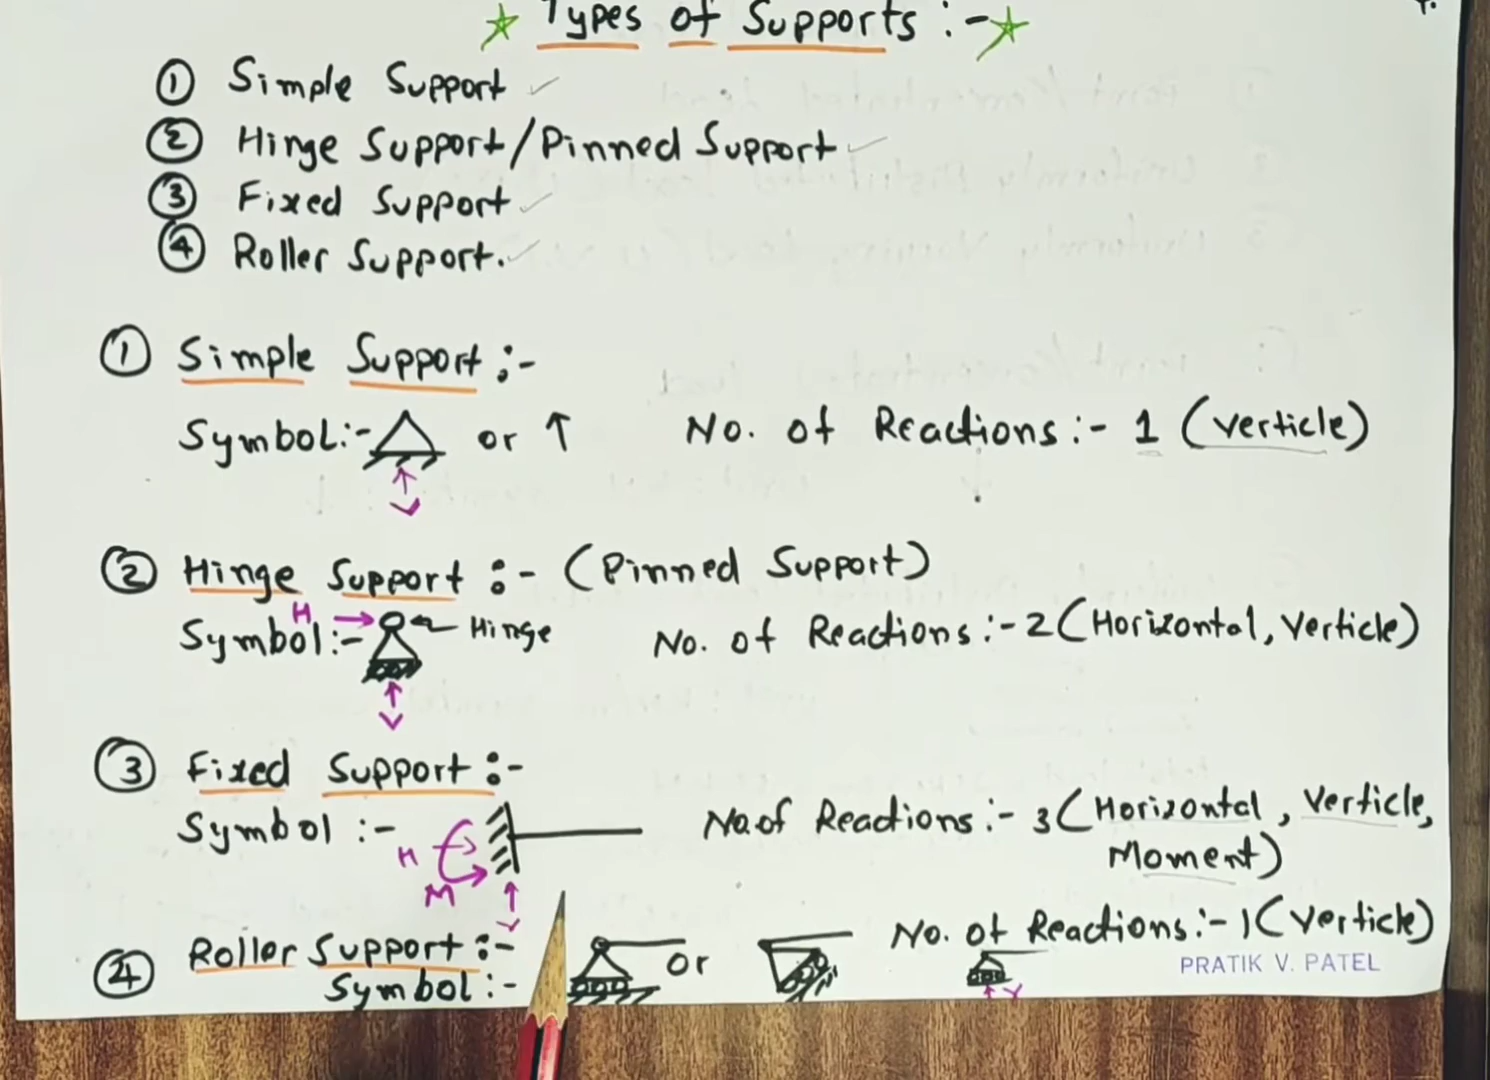 Types of Supports :-
① Simple Support
② Hinge Support/Pinned Support
③ Fixed Support
④ Roller Support.
① Simple Support :-
Symbol:- or ↑ No. of Reactions :- 1 (verticle)
V
② Hinge Support :- (Pinned Support)
H
Symbol:- Hinge No. of Reactions :- 2 (Horizontal, Verticle)
V
③ Fixed Support :-
Symbol :- No.of Reactions :- 3 (Horizontal, Verticle,
H
Moment)
M
V
④ Roller Support :- or No. of Reactions :- 1 (Verticle)
Symbol :-
V
PRATIK V. PATEL